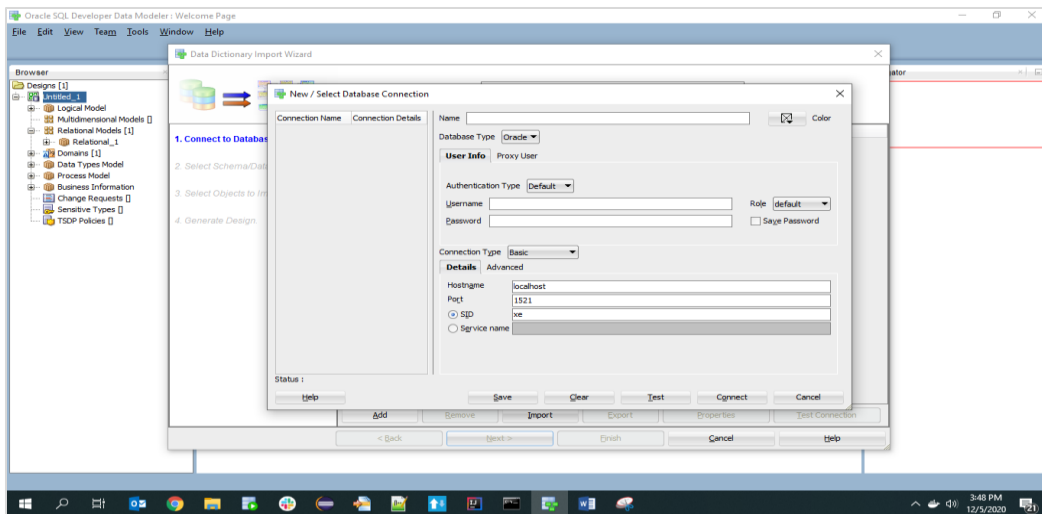 Oracle SQL Developer Data Modeler : Welcome Page
File Edit View Team Tools Window Help
Data Dictionary Import Wizard
Browser
Designs [1]
Untitled_1
Logical Model
Multidimensional Models []
Relational Models [1]
Relational_1
Domains [1]
Data Types Model
Process Model
Business Information
Change Requests []
Sensitive Types []
TSDP Policies []
1. Connect to Databas
2. Select Schema/Dat
3. Select Objects to Im
4. Generate Design.
New / Select Database Connection
Connection Name Connection Details
Name Color
Database Type Oracle
User Info Proxy User
Authentication Type Default
Username Role default
Password Save Password
Connection Type Basic
Details Advanced
Hostname localhost
Port 1521
SID xe
Service name
Status :
Help Save Clear Test Connect Cancel
Add Remove Import Export Properties Test Connection
< Back Next > Finish Cancel Help
3:48 PM
12/5/2020